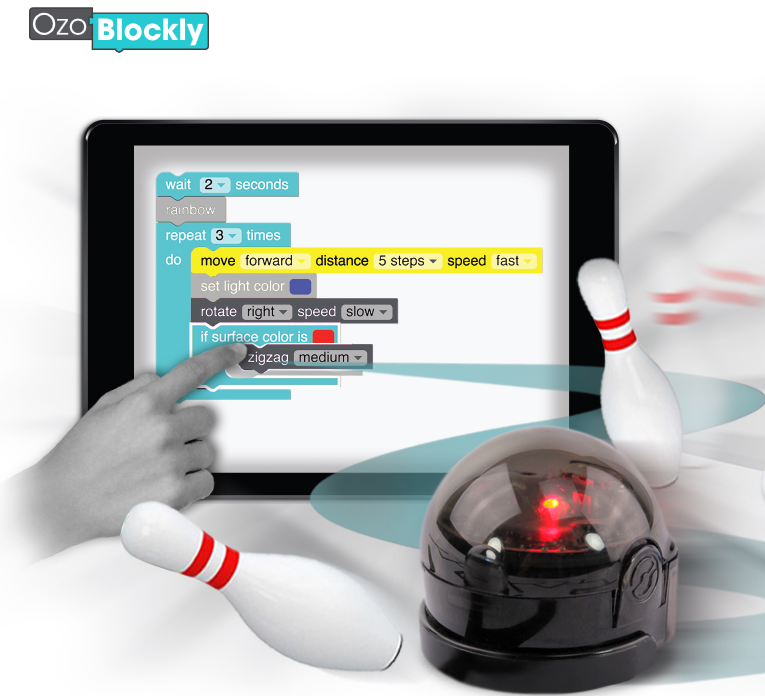 Ozo Blockly
wait 2 seconds
rainbow
repeat 3 times
do move forward distance 5 steps speed fast
set light color
rotate right speed slow
if surface color is
zigzag medium